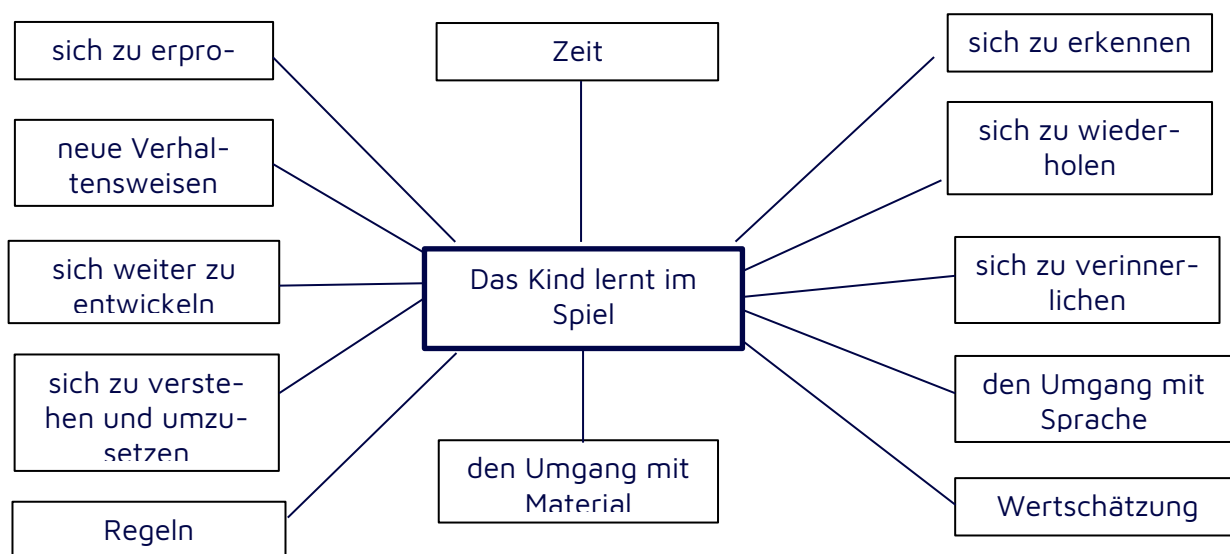 sich zu erpro-
Zeit
sich zu erkennen
neue Verhal-
tensweisen
sich zu wieder-
holen
sich weiter zu
entwickeln
Das Kind lernt im
Spiel
sich zu verinner-
lichen
sich zu verste-
hen und umzu-
setzen
den Umgang mit
Sprache
den Umgang mit
Material
Regeln
Wertschätzung